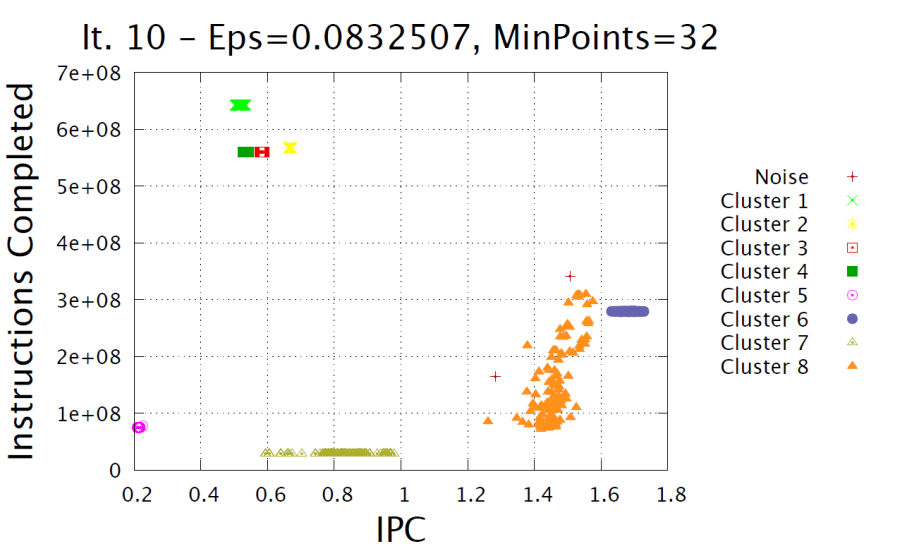 It. 10 – Eps=0.0832507, MinPoints=32
7e+08
6e+08
5e+08
4e+08
3e+08
2e+08
1e+08
0
Instructions Completed
0.2 0.4 0.6 0.8 1 1.2 1.4 1.6 1.8
IPC
Noise
Cluster 1
Cluster 2
Cluster 3
Cluster 4
Cluster 5
Cluster 6
Cluster 7
Cluster 8